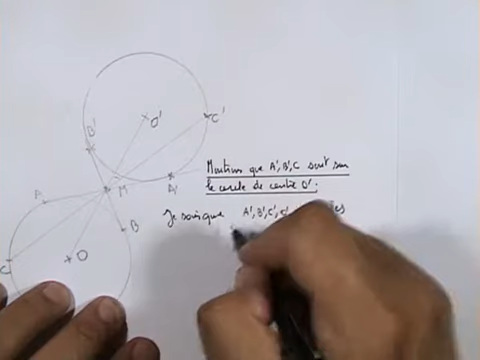 B'
O'
C'
A
M
A'
B
O
C
Montrons que A', B', C sont sur
le cercle de centre O'.
Je sais que A', B', C',